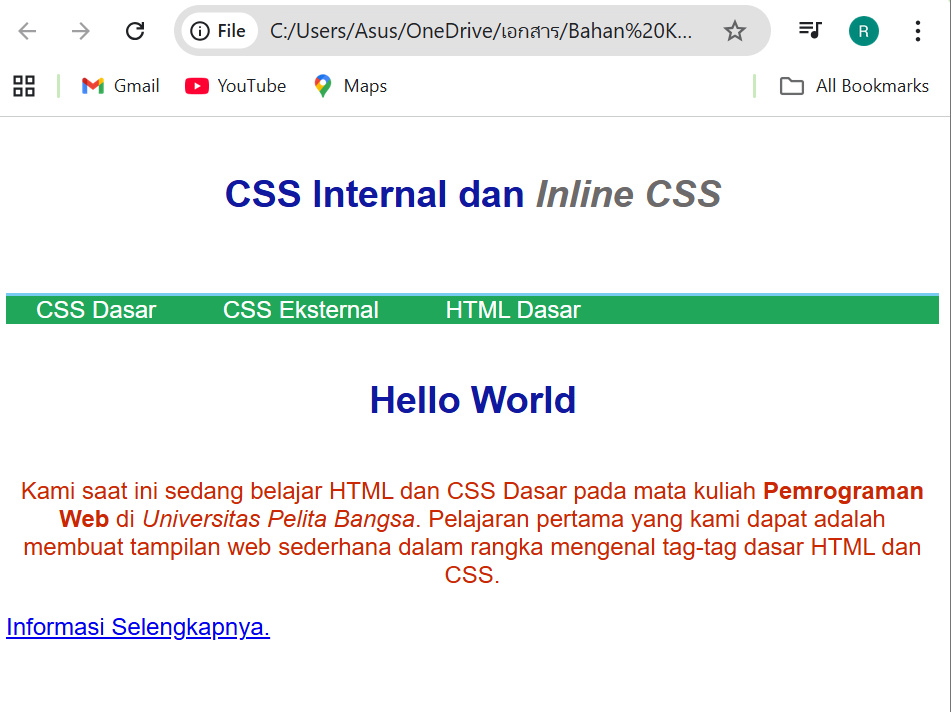 File C:/Users/Asus/OneDrive/เอกสาร/Bahan%20K... R
Gmail YouTube Maps All Bookmarks
CSS Internal dan Inline CSS
CSS Dasar CSS Eksternal HTML Dasar
Hello World
Kami saat ini sedang belajar HTML dan CSS Dasar pada mata kuliah Pemrograman
Web di Universitas Pelita Bangsa. Pelajaran pertama yang kami dapat adalah
membuat tampilan web sederhana dalam rangka mengenal tag-tag dasar HTML dan
CSS.
Informasi Selengkapnya.